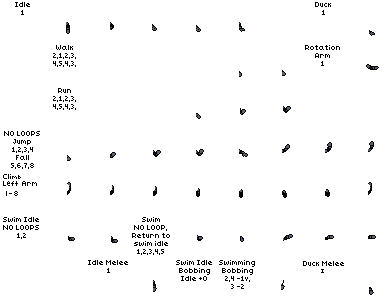 Idle
1
Duck
1
Walk
2,1,2,3,
4,5,4,3,
Rotation
Arm
1
Run
2,1,2,3,
4,5,4,3,
NO LOOPS
Jump
1,2,3,4
Fall
5,6,7,8
Climb
Left Arm
1-8
Swim Idle
NO LOOPS
1,2
Swim
NO LOOP,
Return to
swim idle
1,2,3,4,5
Idle Melee
1
Swim Idle
Bobbing
Idle +0
Swimming
Bobbing
2,4 -1v,
3 -2
Duck Melee
1